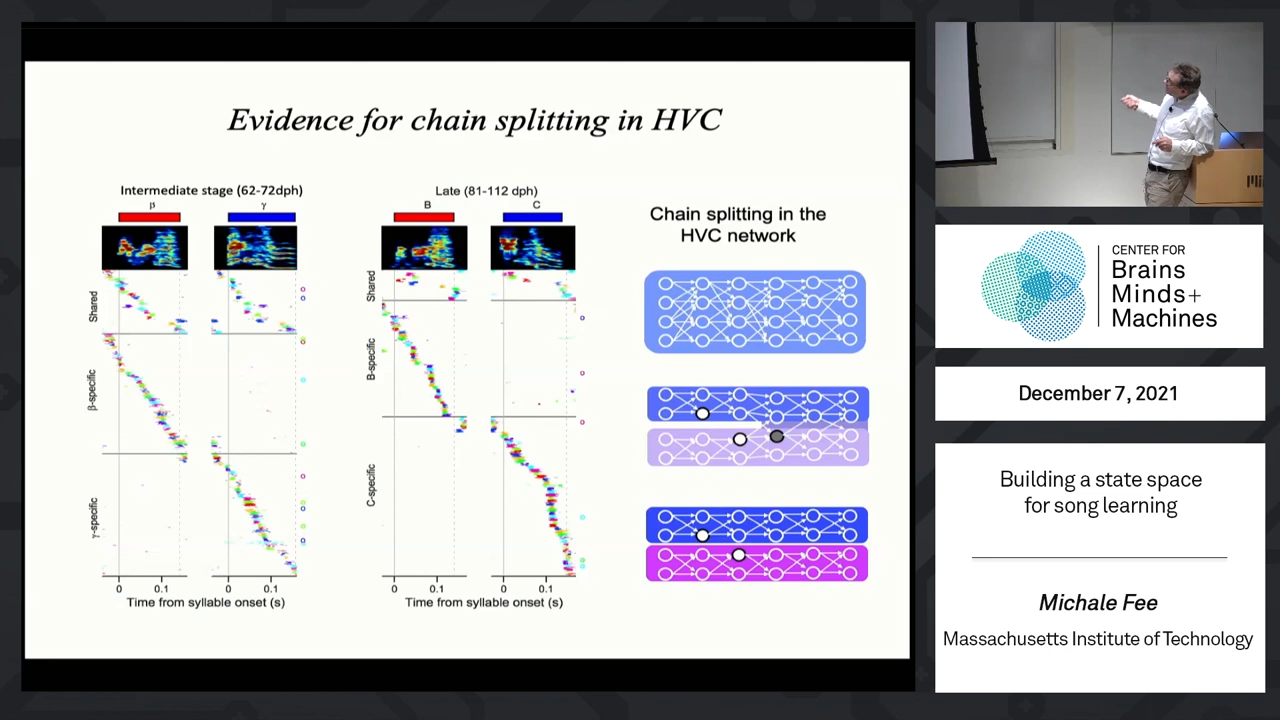 Evidence for chain splitting in HVC
Intermediate stage (62-72dph)
β
γ
Shared
β-specific
γ-specific
0
0.1
0
0.1
Time from syllable onset (s)
Late (81-112 dph)
B
C
Shared
B-specific
C-specific
0
0.1
0
0.1
Time from syllable onset (s)
Chain splitting in the
HVC network
CENTER FOR
Brains
Minds+
Machines
December 7, 2021
Building a state space
for song learning
Michale Fee
Massachusetts Institute of Technology